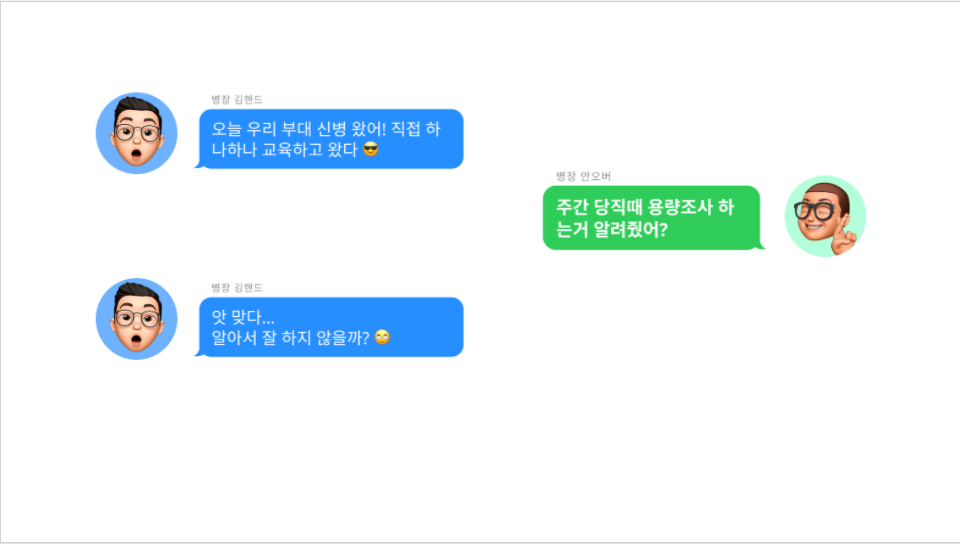 병장 김핸드
오늘 우리 부대 신병 왔어! 직접 하
나하나 교육하고 왔다 😎
병장 안오버
주간 당직때 용량조사 하
는거 알려줬어?
병장 김핸드
앗 맞다...
알아서 잘 하지 않을까? 🙄